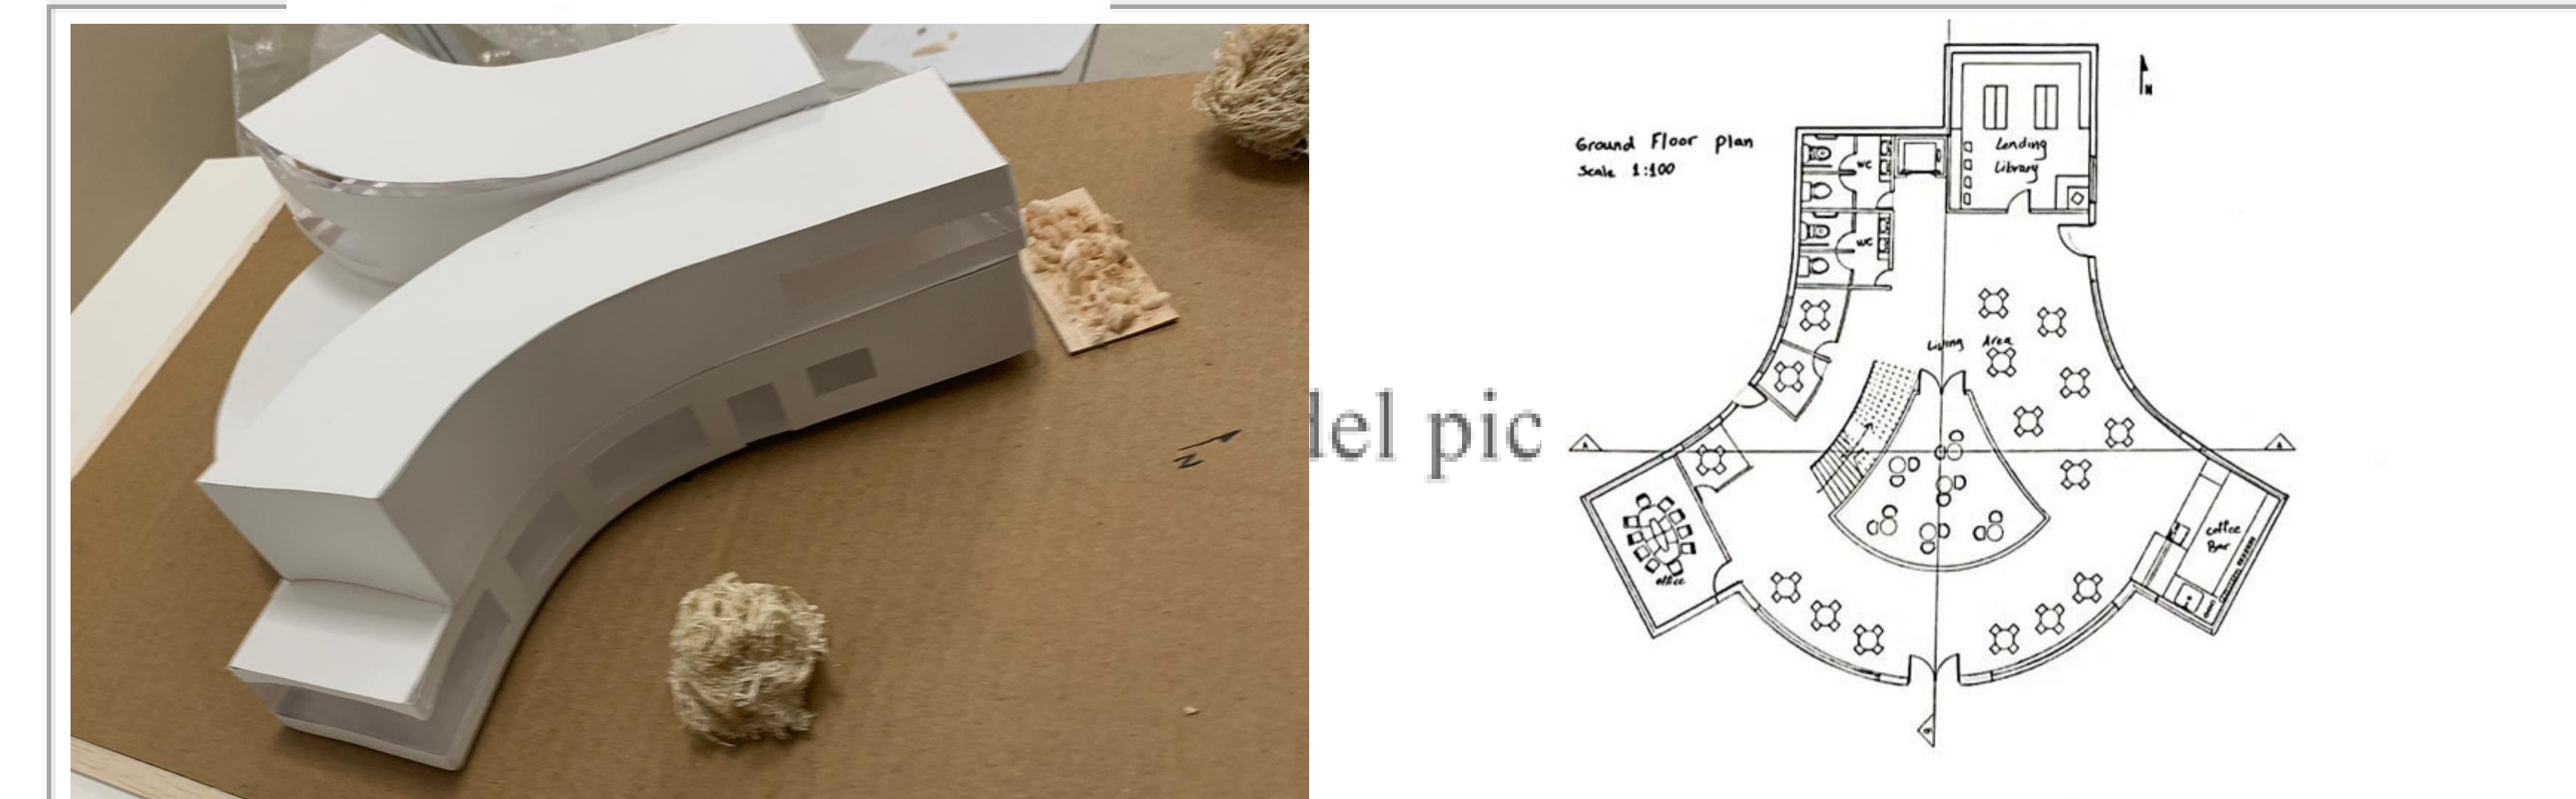 N
del pic
Ground Floor plan
Scale 1:100
N
Lending
Library
WC
WC
Living Area
A
A
office
coffee
Bar